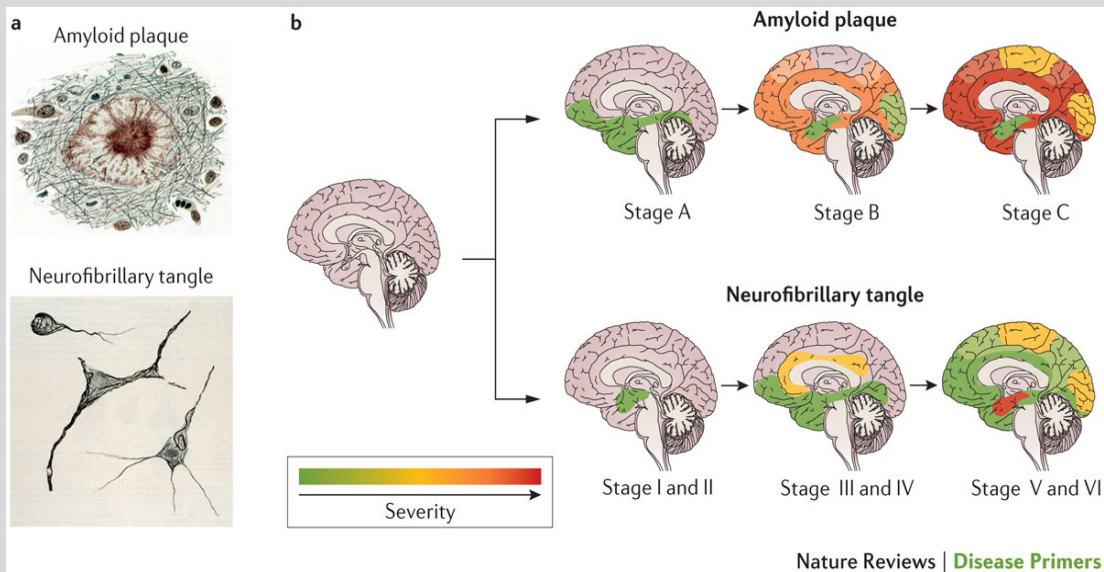 a
Amyloid plaque
Neurofibrillary tangle
b
Amyloid plaque
Stage A
Stage B
Stage C
Neurofibrillary tangle
Stage I and II
Stage III and IV
Stage V and VI
Severity
Nature Reviews | Disease Primers